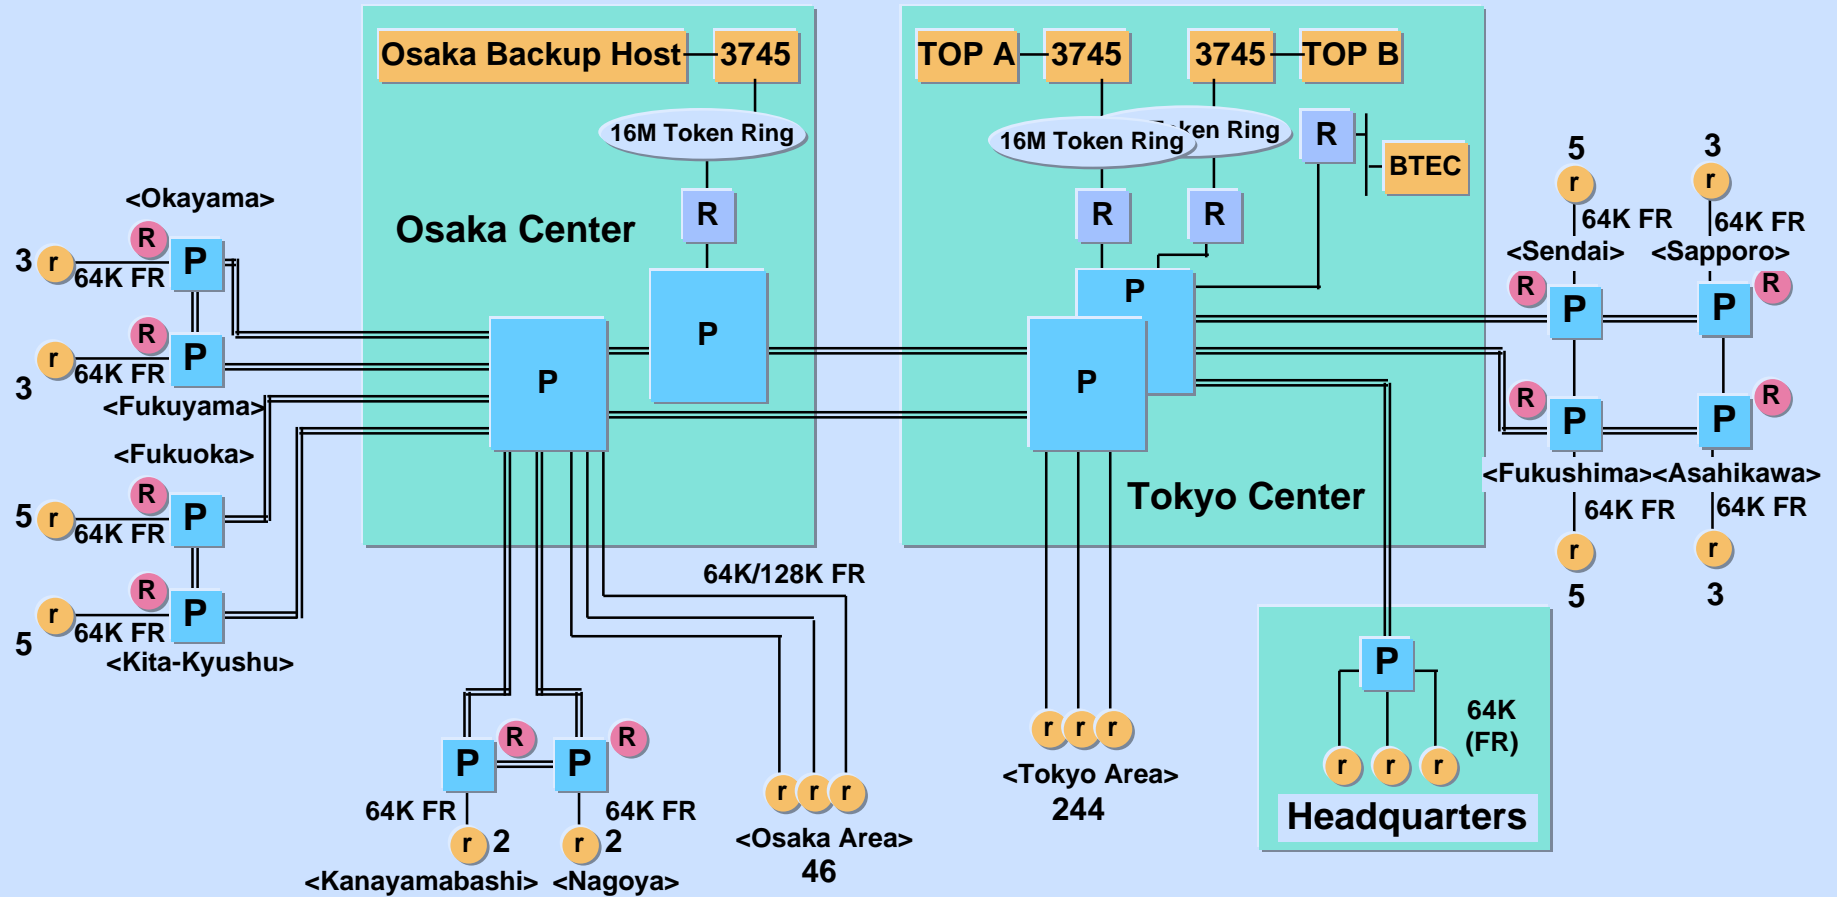 Osaka Backup Host
3745
16M Token Ring
R
Osaka Center
P
P
TOP A
3745
3745
TOP B
16M Token Ring
ken Ring
R
BTEC
R
R
P
P
Tokyo Center
<Okayama>
R
P
3
r
64K FR
R
P
3
r
64K FR
<Fukuyama>
<Fukuoka>
R
P
5
r
64K FR
R
P
5
r
64K FR
<Kita-Kyushu>
64K/128K FR
R
R
P
P
64K FR
64K FR
r
2
r
2
<Kanayamabashi>
<Nagoya>
r
r
r
<Osaka Area>
46
r
r
r
<Tokyo Area>
244
5
3
r
r
64K FR
64K FR
<Sendai>
<Sapporo>
R
P
P
R
R
P
P
R
<Fukushima>
<Asahikawa>
64K FR
64K FR
r
r
5
3
P
64K
(FR)
r
r
r
Headquarters